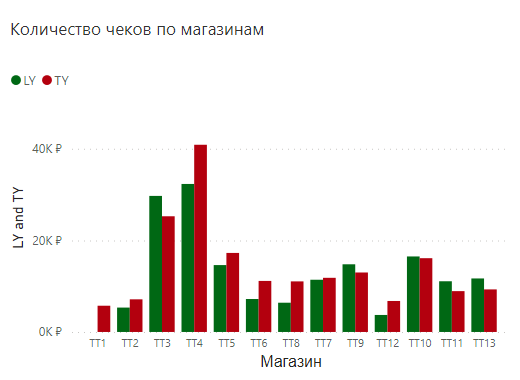 Количество чеков по магазинам
LY TY
40K ₽
20K ₽
0K ₽
LY and TY
TT1 TT2 TT3 TT4 TT5 TT6 TT8 TT7 TT9 TT12 TT10 TT11 TT13
Магазин